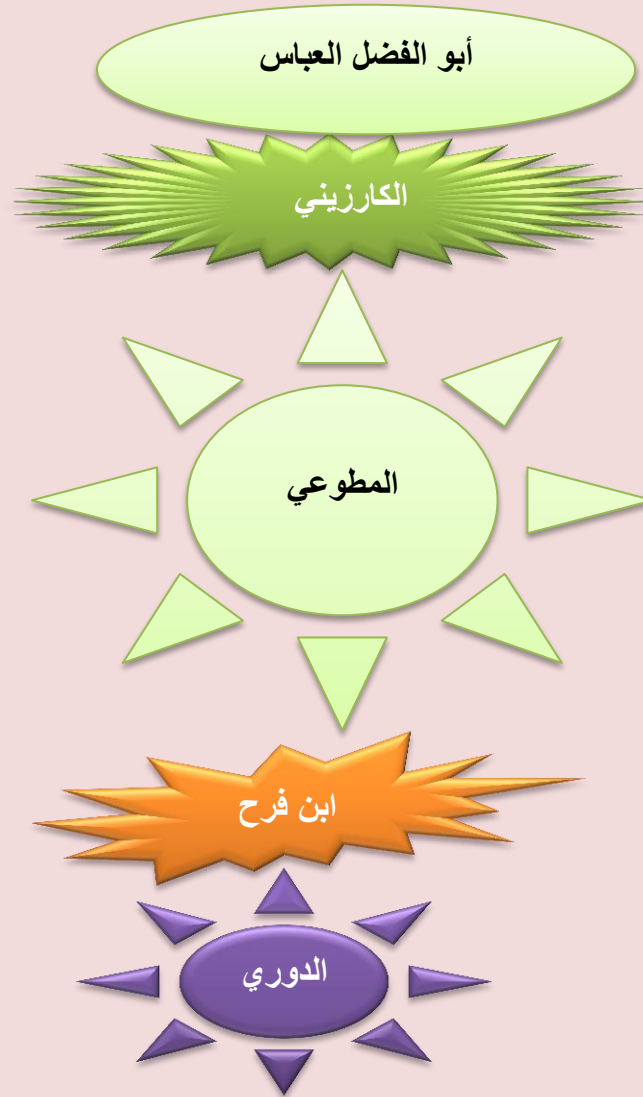 أبو الفضل العباس
الكارزيني
المطوعي
ابن فرح
الدوري